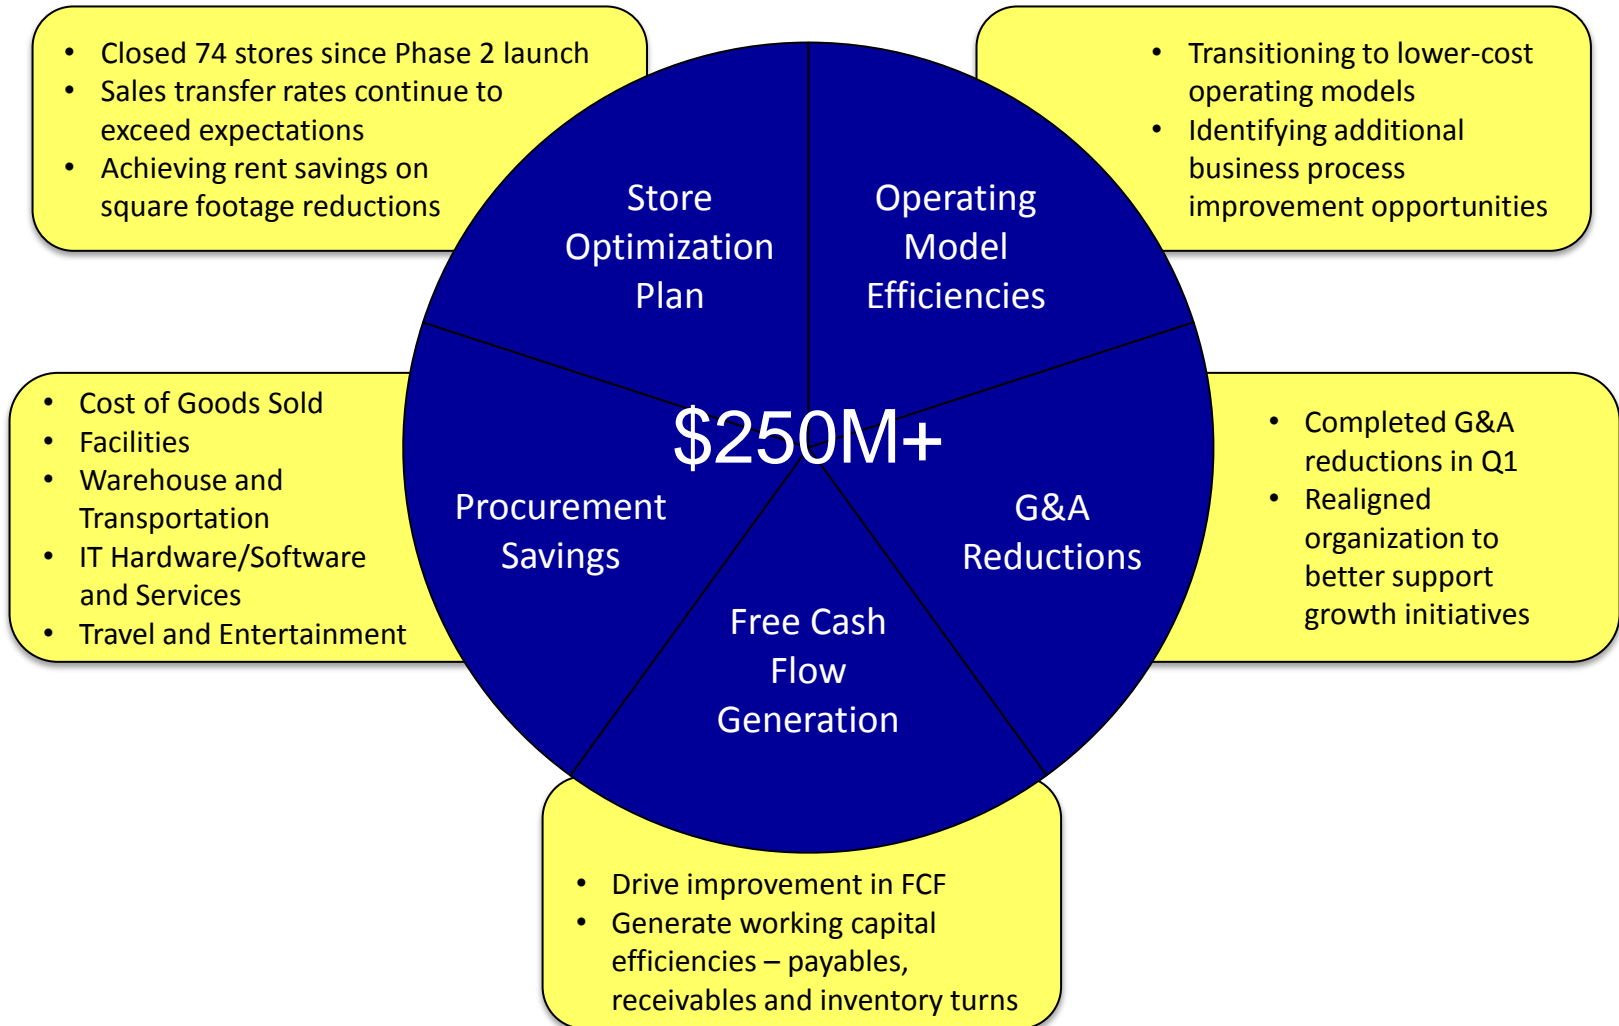 • Closed 74 stores since Phase 2 launch
• Sales transfer rates continue to
exceed expectations
• Achieving rent savings on
square footage reductions
• Transitioning to lower-cost
operating models
• Identifying additional
business process
improvement opportunities
Store
Optimization
Plan
Operating
Model
Efficiencies
$250M+
• Cost of Goods Sold
• Facilities
• Warehouse and
Transportation
• IT Hardware/Software
and Services
• Travel and Entertainment
Procurement
Savings
G&A
Reductions
• Completed G&A
reductions in Q1
• Realigned
organization to
better support
growth initiatives
Free Cash
Flow
Generation
• Drive improvement in FCF
• Generate working capital
efficiencies – payables,
receivables and inventory turns